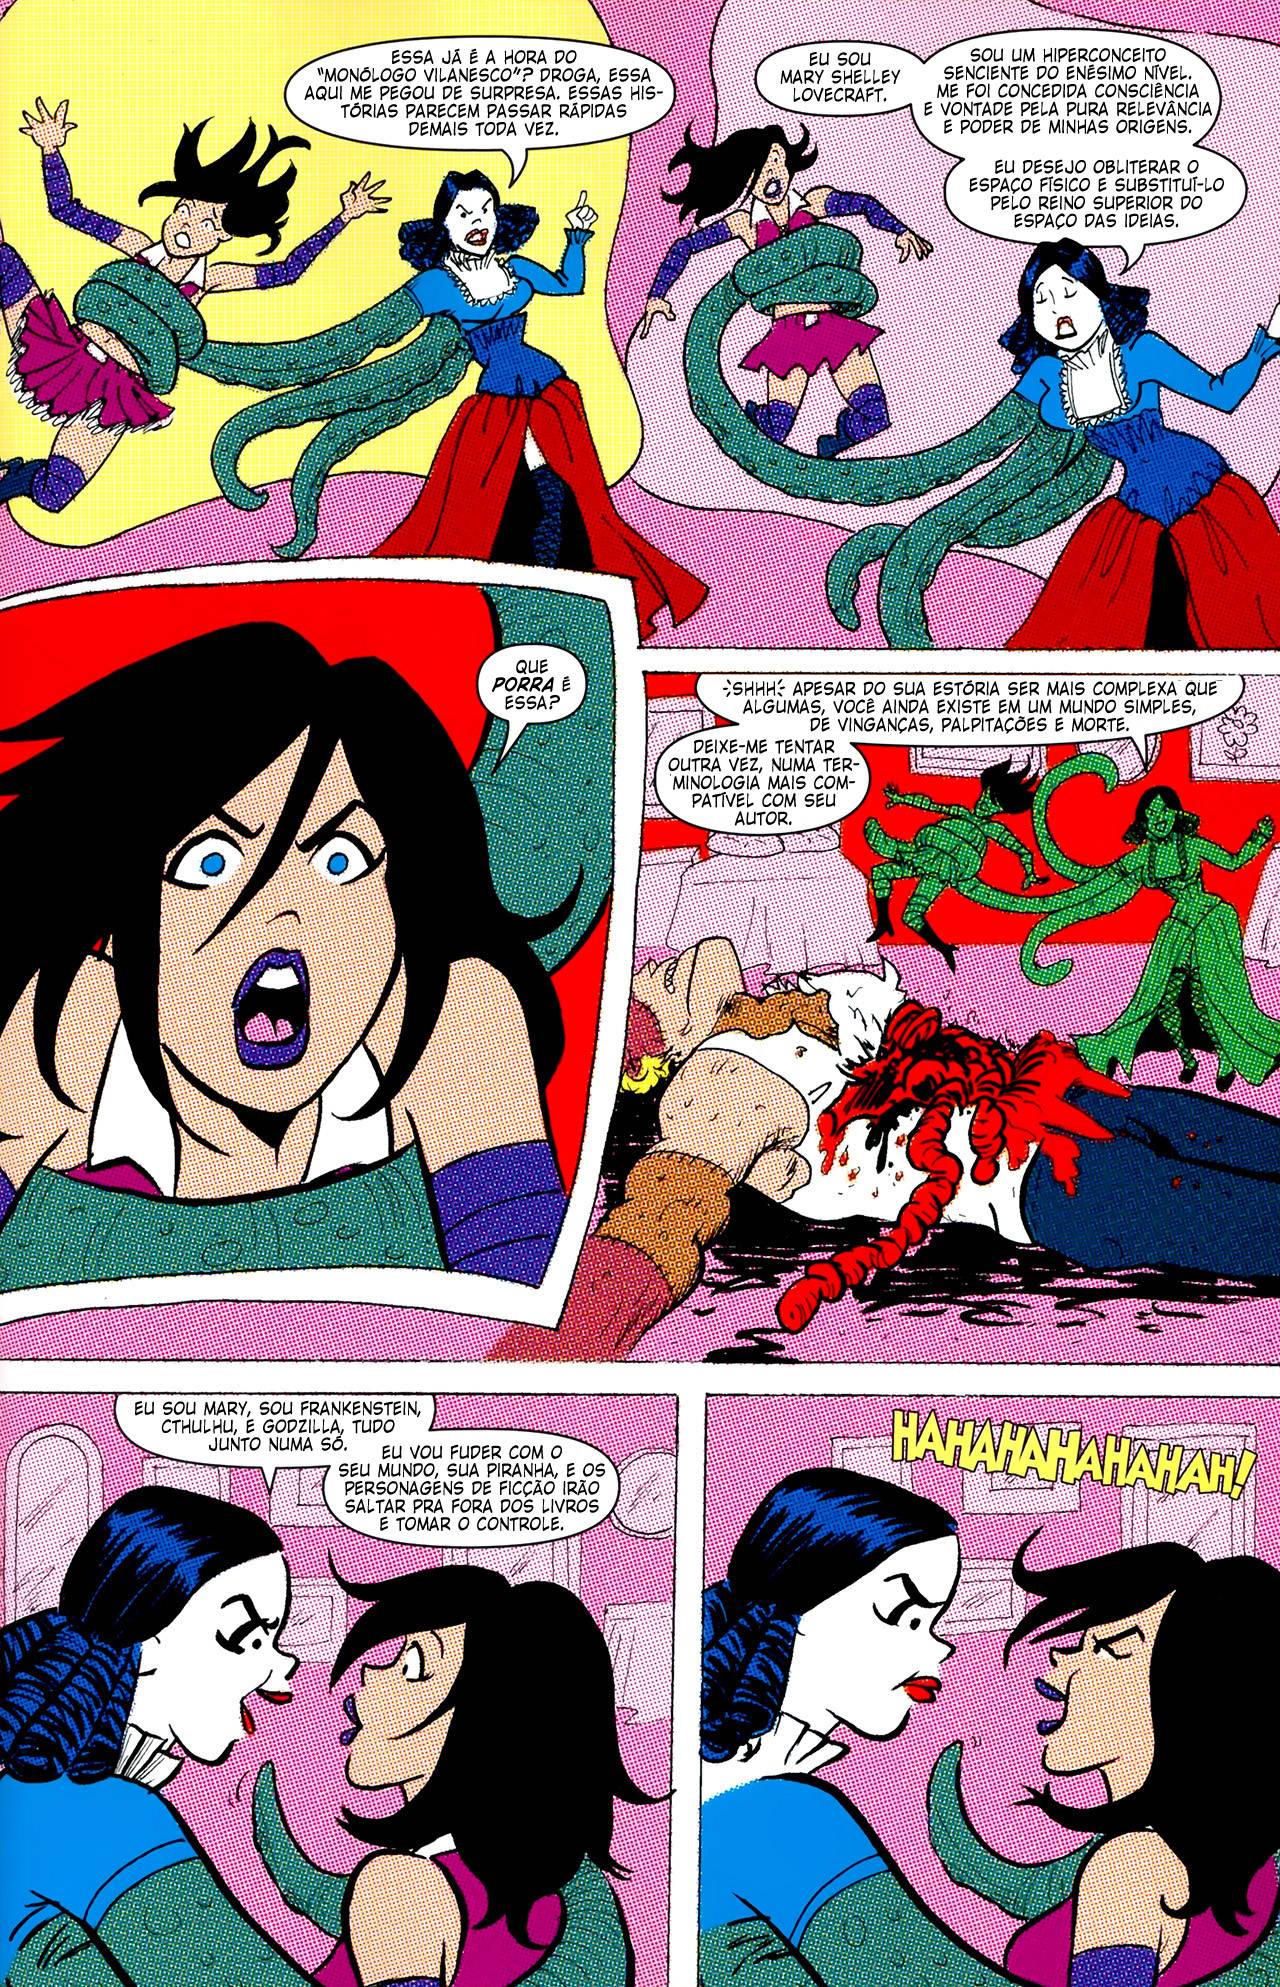 ESSA JÁ É A HORA DO
"MONÓLOGO VILANESCO"? DROGA, ESSA
AQUI ME PEGOU DE SURPRESA. ESSAS HIS-
TÓRIAS PARECEM PASSAR RÁPIDAS
DEMAIS TODA VEZ.
EU SOU
MARY SHELLEY
LOVECRAFT.
SOU UM HIPERCONCEITO
SENCIENTE DO ENÉSIMO NÍVEL.
ME FOI CONCEDIDA CONSCIÊNCIA
E VONTADE PELA PURA RELEVÂNCIA
E PODER DE MINHAS ORIGENS.
EU DESEJO OBLITERAR O
ESPAÇO FÍSICO E SUBSTITUÍ-LO
PELO REINO SUPERIOR DO
ESPAÇO DAS IDEIAS.
QUE
PORRA É
ESSA?
SHHH APESAR DO SUA ESTÓRIA SER MAIS COMPLEXA QUE
ALGUMAS, VOCÊ AINDA EXISTE EM UM MUNDO SIMPLES,
DE VINGANÇAS, PALPITAÇÕES E MORTE.
DEIXE-ME TENTAR
OUTRA VEZ, NUMA TER-
MINOLOGIA MAIS COM-
PATÍVEL COM SEU
AUTOR.
EU SOU MARY, SOU FRANKENSTEIN,
CTHULHU, E GODZILLA, TUDO
JUNTO NUMA SÓ.
EU VOU FUDER COM O
SEU MUNDO, SUA PIRANHA, E OS
PERSONAGENS DE FICÇÃO IRÃO
SALTAR PRA FORA DOS LIVROS
E TOMAR O CONTROLE.
HAHAHAHAHAHAH!